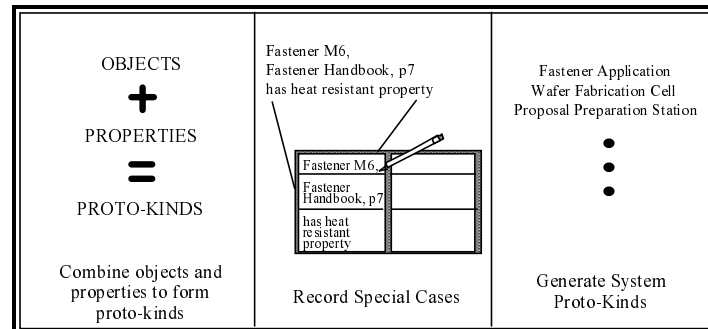 OBJECTS
+
PROPERTIES
=
PROTO-KINDS
Combine objects and
properties to form
proto-kinds
Fastener M6,
Fastener Handbook, p7
has heat resistant property
Fastener M6,
Fastener
Handbook, p7
has heat
resistant
property
Record Special Cases
Fastener Application
Wafer Fabrication Cell
Proposal Preparation Station
Generate System
Proto-Kinds